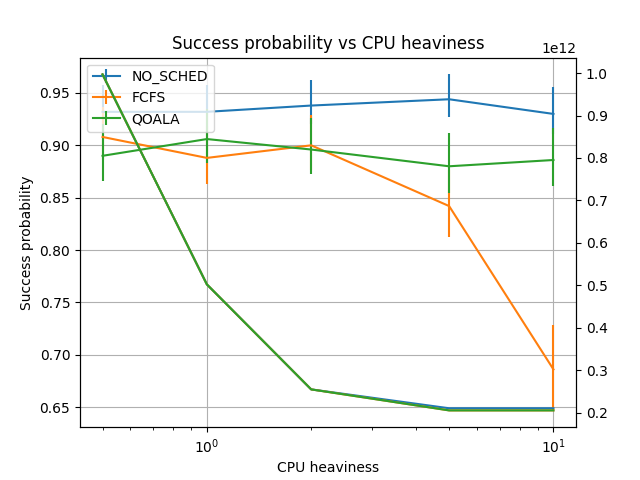 Success probability vs CPU heaviness
1e12
NO_SCHED
FCFS
QOALA
Success probability
0.95
0.90
0.85
0.80
0.75
0.70
0.65
1.0
0.9
0.8
0.7
0.6
0.5
0.4
0.3
0.2
10⁰
10¹
CPU heaviness